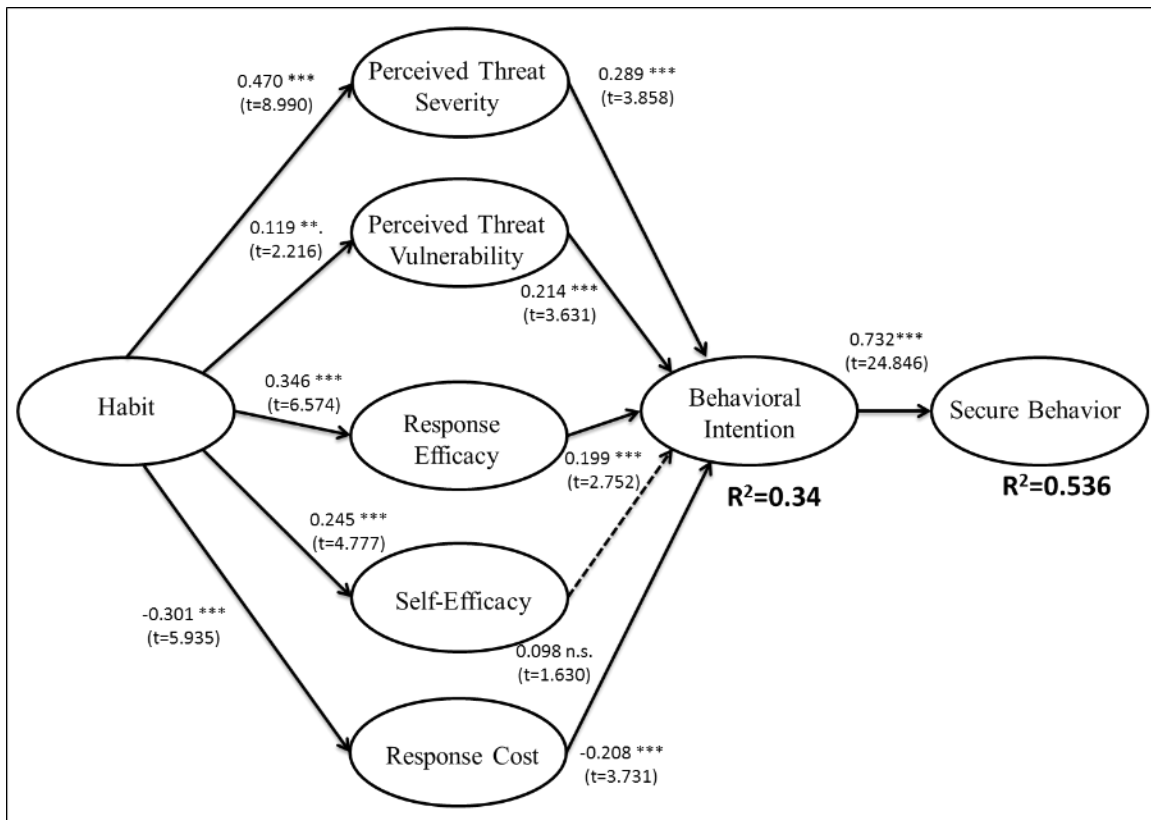 Perceived Threat
Severity
0.470 ***
(t=8.990)
0.289 ***
(t=3.858)
Perceived Threat
Vulnerability
0.119 **.
(t=2.216)
0.214 ***
(t=3.631)
Habit
0.346 ***
(t=6.574)
Response
Efficacy
0.199 ***
(t=2.752)
Behavioral
Intention
R²=0.34
0.732***
(t=24.846)
Secure Behavior
R²=0.536
0.245 ***
(t=4.777)
Self-Efficacy
0.098 n.s.
(t=1.630)
-0.301 ***
(t=5.935)
Response Cost
-0.208 ***
(t=3.731)